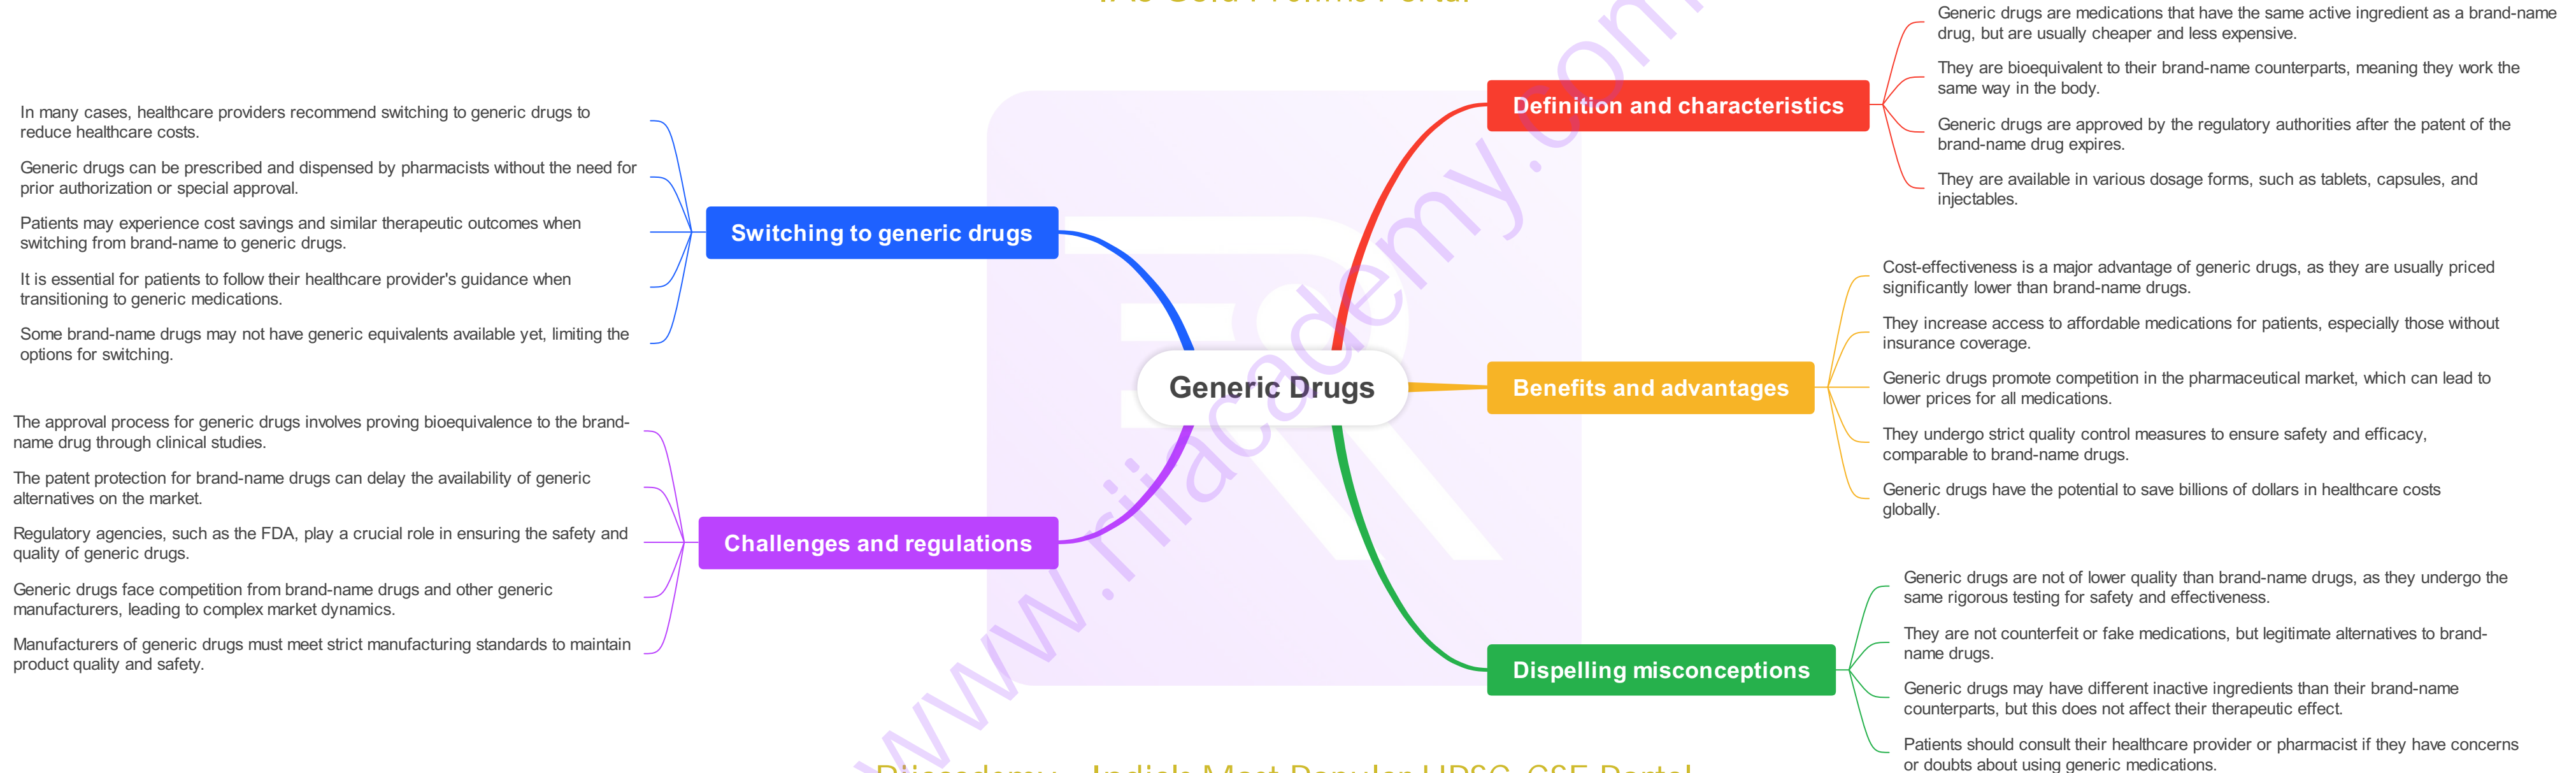 Generic Drugs
Definition and characteristics
Generic drugs are medications that have the same active ingredient as a brand-name
drug, but are usually cheaper and less expensive.
They are bioequivalent to their brand-name counterparts, meaning they work the
same way in the body.
Generic drugs are approved by the regulatory authorities after the patent of the
brand-name drug expires.
They are available in various dosage forms, such as tablets, capsules, and
injectables.
Benefits and advantages
Cost-effectiveness is a major advantage of generic drugs, as they are usually priced
significantly lower than brand-name drugs.
They increase access to affordable medications for patients, especially those without
insurance coverage.
Generic drugs promote competition in the pharmaceutical market, which can lead to
lower prices for all medications.
They undergo strict quality control measures to ensure safety and efficacy,
comparable to brand-name drugs.
Generic drugs have the potential to save billions of dollars in healthcare costs
globally.
Dispelling misconceptions
Generic drugs are not of lower quality than brand-name drugs, as they undergo the
same rigorous testing for safety and effectiveness.
They are not counterfeit or fake medications, but legitimate alternatives to brand-
name drugs.
Generic drugs may have different inactive ingredients than their brand-name
counterparts, but this does not affect their therapeutic effect.
Patients should consult their healthcare provider or pharmacist if they have concerns
or doubts about using generic medications.
Switching to generic drugs
In many cases, healthcare providers recommend switching to generic drugs to
reduce healthcare costs.
Generic drugs can be prescribed and dispensed by pharmacists without the need for
prior authorization or special approval.
Patients may experience cost savings and similar therapeutic outcomes when
switching from brand-name to generic drugs.
It is essential for patients to follow their healthcare provider's guidance when
transitioning to generic medications.
Some brand-name drugs may not have generic equivalents available yet, limiting the
options for switching.
Challenges and regulations
The approval process for generic drugs involves proving bioequivalence to the brand-
name drug through clinical studies.
The patent protection for brand-name drugs can delay the availability of generic
alternatives on the market.
Regulatory agencies, such as the FDA, play a crucial role in ensuring the safety and
quality of generic drugs.
Generic drugs face competition from brand-name drugs and other generic
manufacturers, leading to complex market dynamics.
Manufacturers of generic drugs must meet strict manufacturing standards to maintain
product quality and safety.
www.riiacademy.com
India's Most Popular UPSC-CSE Portal